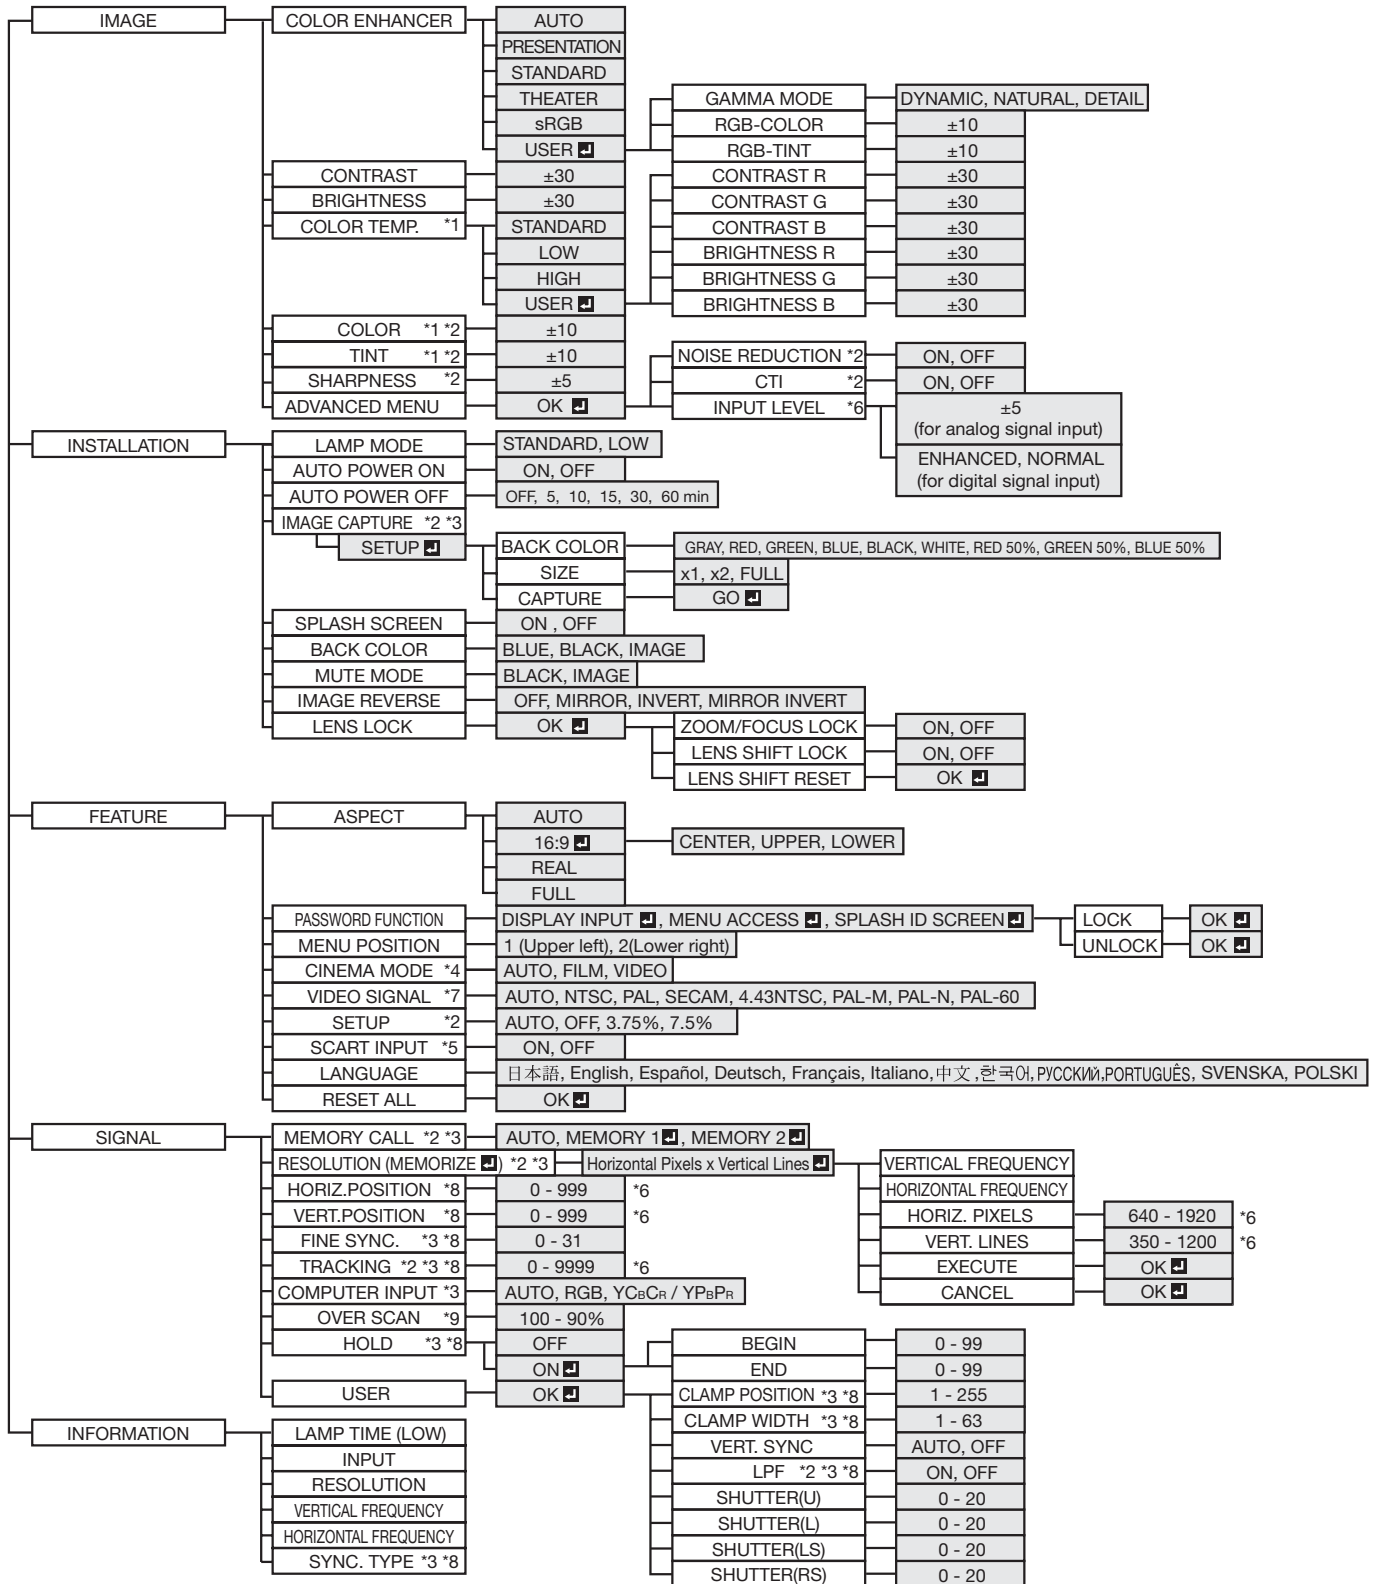 IMAGE
COLOR ENHANCER
AUTO
PRESENTATION
STANDARD
THEATER
sRGB
USER
GAMMA MODE
DYNAMIC, NATURAL, DETAIL
RGB-COLOR
±10
RGB-TINT
±10
CONTRAST
±30
BRIGHTNESS
±30
COLOR TEMP. *1
STANDARD
LOW
HIGH
USER
CONTRAST R
±30
CONTRAST G
±30
CONTRAST B
±30
BRIGHTNESS R
±30
BRIGHTNESS G
±30
BRIGHTNESS B
±30
COLOR *1 *2
±10
TINT *1 *2
±10
SHARPNESS *2
±5
ADVANCED MENU
OK
NOISE REDUCTION *2
ON, OFF
CTI *2
ON, OFF
INPUT LEVEL *6
±5
(for analog signal input)
ENHANCED, NORMAL
(for digital signal input)
INSTALLATION
LAMP MODE
STANDARD, LOW
AUTO POWER ON
ON, OFF
AUTO POWER OFF
OFF, 5, 10, 15, 30, 60 min
IMAGE CAPTURE *2 *3
SETUP
BACK COLOR
GRAY, RED, GREEN, BLUE, BLACK, WHITE, RED 50%, GREEN 50%, BLUE 50%
SIZE
x1, x2, FULL
CAPTURE
GO
SPLASH SCREEN
ON , OFF
BACK COLOR
BLUE, BLACK, IMAGE
MUTE MODE
BLACK, IMAGE
IMAGE REVERSE
OFF, MIRROR, INVERT, MIRROR INVERT
LENS LOCK
OK
ZOOM/FOCUS LOCK
ON, OFF
LENS SHIFT LOCK
ON, OFF
LENS SHIFT RESET
OK
FEATURE
ASPECT
AUTO
16:9
CENTER, UPPER, LOWER
REAL
FULL
PASSWORD FUNCTION
DISPLAY INPUT , MENU ACCESS , SPLASH ID SCREEN
LOCK
OK
UNLOCK
OK
MENU POSITION
1 (Upper left), 2(Lower right)
CINEMA MODE *4
AUTO, FILM, VIDEO
VIDEO SIGNAL *7
AUTO, NTSC, PAL, SECAM, 4.43NTSC, PAL-M, PAL-N, PAL-60
SETUP *2
AUTO, OFF, 3.75%, 7.5%
SCART INPUT *5
ON, OFF
LANGUAGE
日本語, English, Español, Deutsch, Français, Italiano,中文 ,한국어, РУССКИЙ,PORTUGUÊS, SVENSKA, POLSKI
RESET ALL
OK
SIGNAL
MEMORY CALL *2 *3
AUTO, MEMORY 1 , MEMORY 2
RESOLUTION (MEMORIZE ) *2 *3
Horizontal Pixels x Vertical Lines
VERTICAL FREQUENCY
HORIZONTAL FREQUENCY
HORIZ. PIXELS
640 - 1920 *6
VERT. LINES
350 - 1200 *6
EXECUTE
OK
CANCEL
OK
HORIZ.POSITION *8
0 - 999 *6
VERT.POSITION *8
0 - 999 *6
FINE SYNC. *3 *8
0 - 31
TRACKING *2 *3 *8
0 - 9999 *6
COMPUTER INPUT *3
AUTO, RGB, YCBCR / YPBPR
OVER SCAN *9
100 - 90%
HOLD *3 *8
OFF
ON
BEGIN
0 - 99
END
0 - 99
USER
OK
CLAMP POSITION *3 *8
1 - 255
CLAMP WIDTH *3 *8
1 - 63
VERT. SYNC
AUTO, OFF
LPF *2 *3 *8
ON, OFF
SHUTTER(U)
0 - 20
SHUTTER(L)
0 - 20
SHUTTER(LS)
0 - 20
SHUTTER(RS)
0 - 20
INFORMATION
LAMP TIME (LOW)
INPUT
RESOLUTION
VERTICAL FREQUENCY
HORIZONTAL FREQUENCY
SYNC. TYPE *3 *8